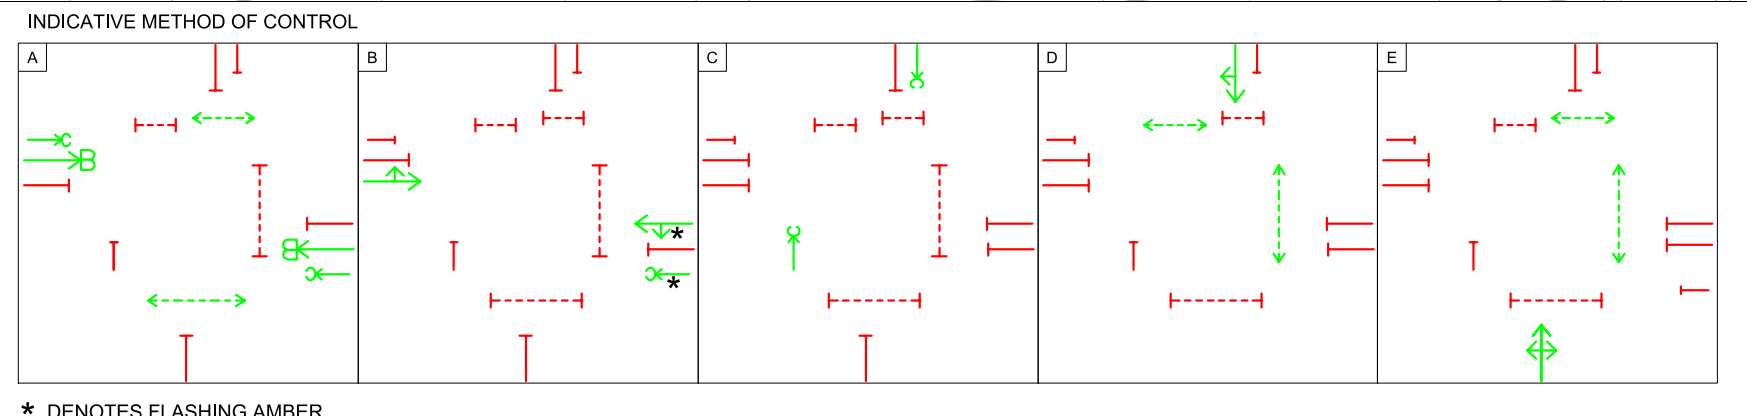 INDICATIVE METHOD OF CONTROL
A
B
C
D
E
C
B
B
C
*
C
*
C
C
* DENOTES FLASHING AMBER